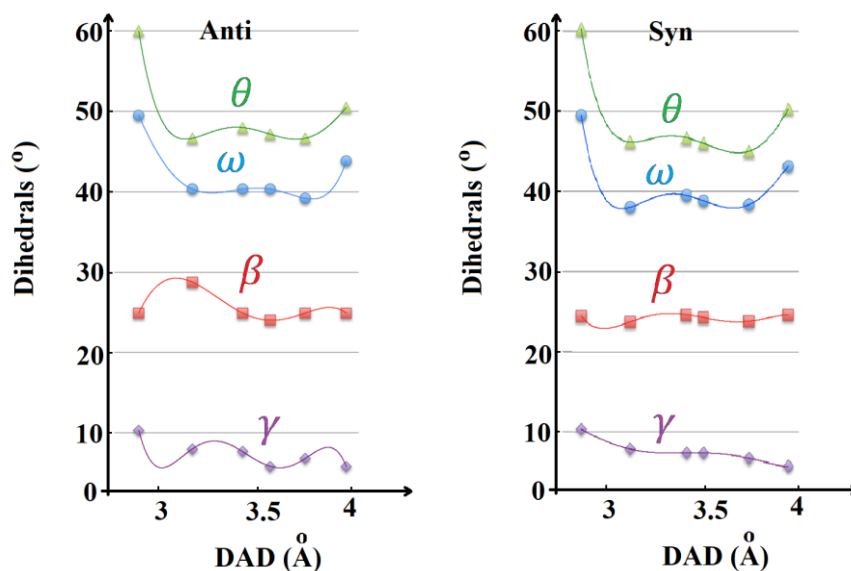 Anti
Dihedrals (°)
60
50
40
30
20
10
0
θ
ω
β
γ
3
3.5
4
DAD (Å)
Syn
Dihedrals (°)
60
50
40
30
20
10
0
θ
ω
β
γ
3
3.5
4
DAD (Å)